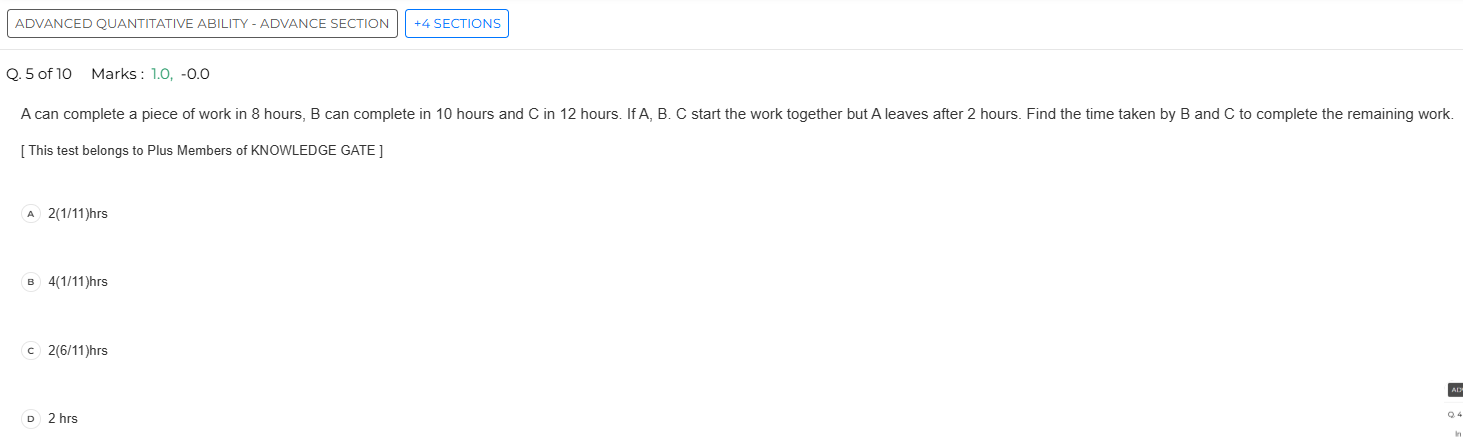 ADVANCED QUANTITATIVE ABILITY - ADVANCE SECTION +4 SECTIONS
Q. 5 of 10 Marks : 1.0, -0.0
A can complete a piece of work in 8 hours, B can complete in 10 hours and C in 12 hours. If A, B. C start the work together but A leaves after 2 hours. Find the time taken by B and C to complete the remaining work.
[ This test belongs to Plus Members of KNOWLEDGE GATE ]
A 2(1/11)hrs
B 4(1/11)hrs
C 2(6/11)hrs
D 2 hrs
Q. 4
In